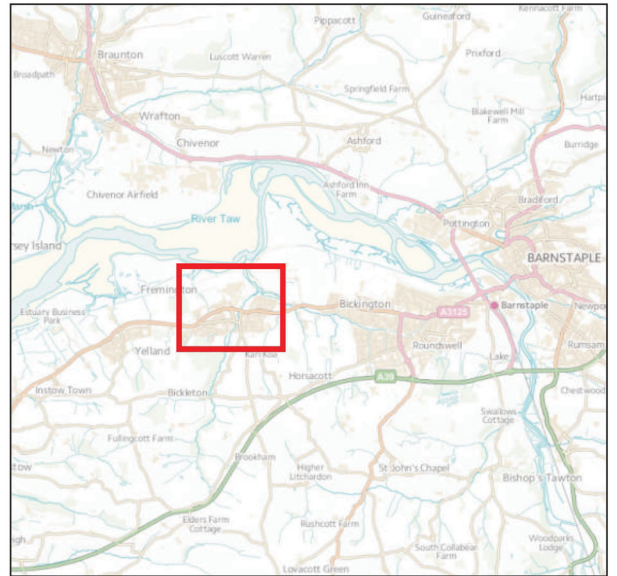 Kennacott Farm
Pippacott
Guineaford
Braunton
Luscott Warren
Prixford
Broadpath
Springfield Farm
Blakewell Mill
Farm
Wrafton
Chivenor
Ashford
Burridge
Newton
Chivenor Airfield
Ashford Inn
Farm
Bradiford
River Taw
Pottington
sey Island
BARNSTAPLE
Fremington
Bickington
Barnstaple
Estuary Business
Park
A3125
Newpo
Yelland
Roundswell
Rumsam
Lake
Horsacott
A39
Instow Town
Bickleton
Chestwood
Swallows
Cottage
Fullingcott Farm
Brookham
Higher
Litchardon
St John's Chapel
Bishop's Tawton
Elders Farm
Cottage
Rushcott Farm
Woodparks
Lodge
South Collabear
Farm
Lovacott Green